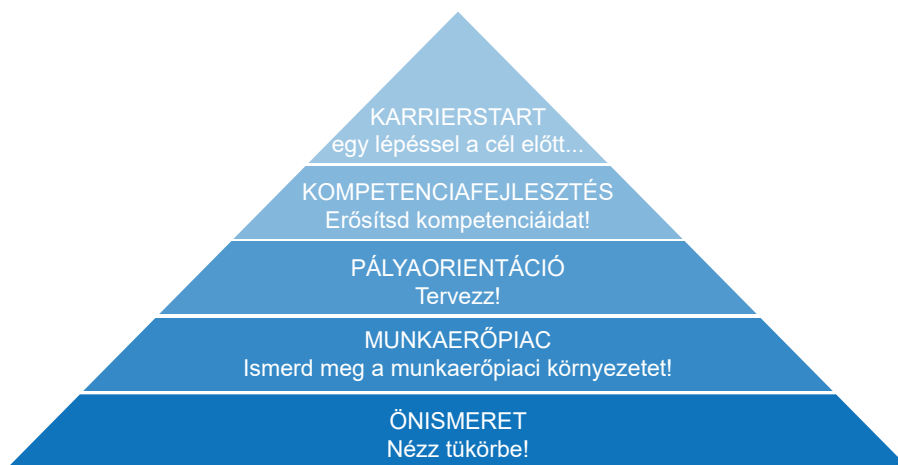 KARRIERSTART
egy lépéssel a cél előtt...
KOMPETENCIAFEJLESZTÉS
Erősítsd kompetenciáidat!
PÁLYAORIENTÁCIÓ
Tervezz!
MUNKAERŐPIAC
Ismerd meg a munkaerőpiaci környezetet!
ÖNISMERET
Nézz tükörbe!